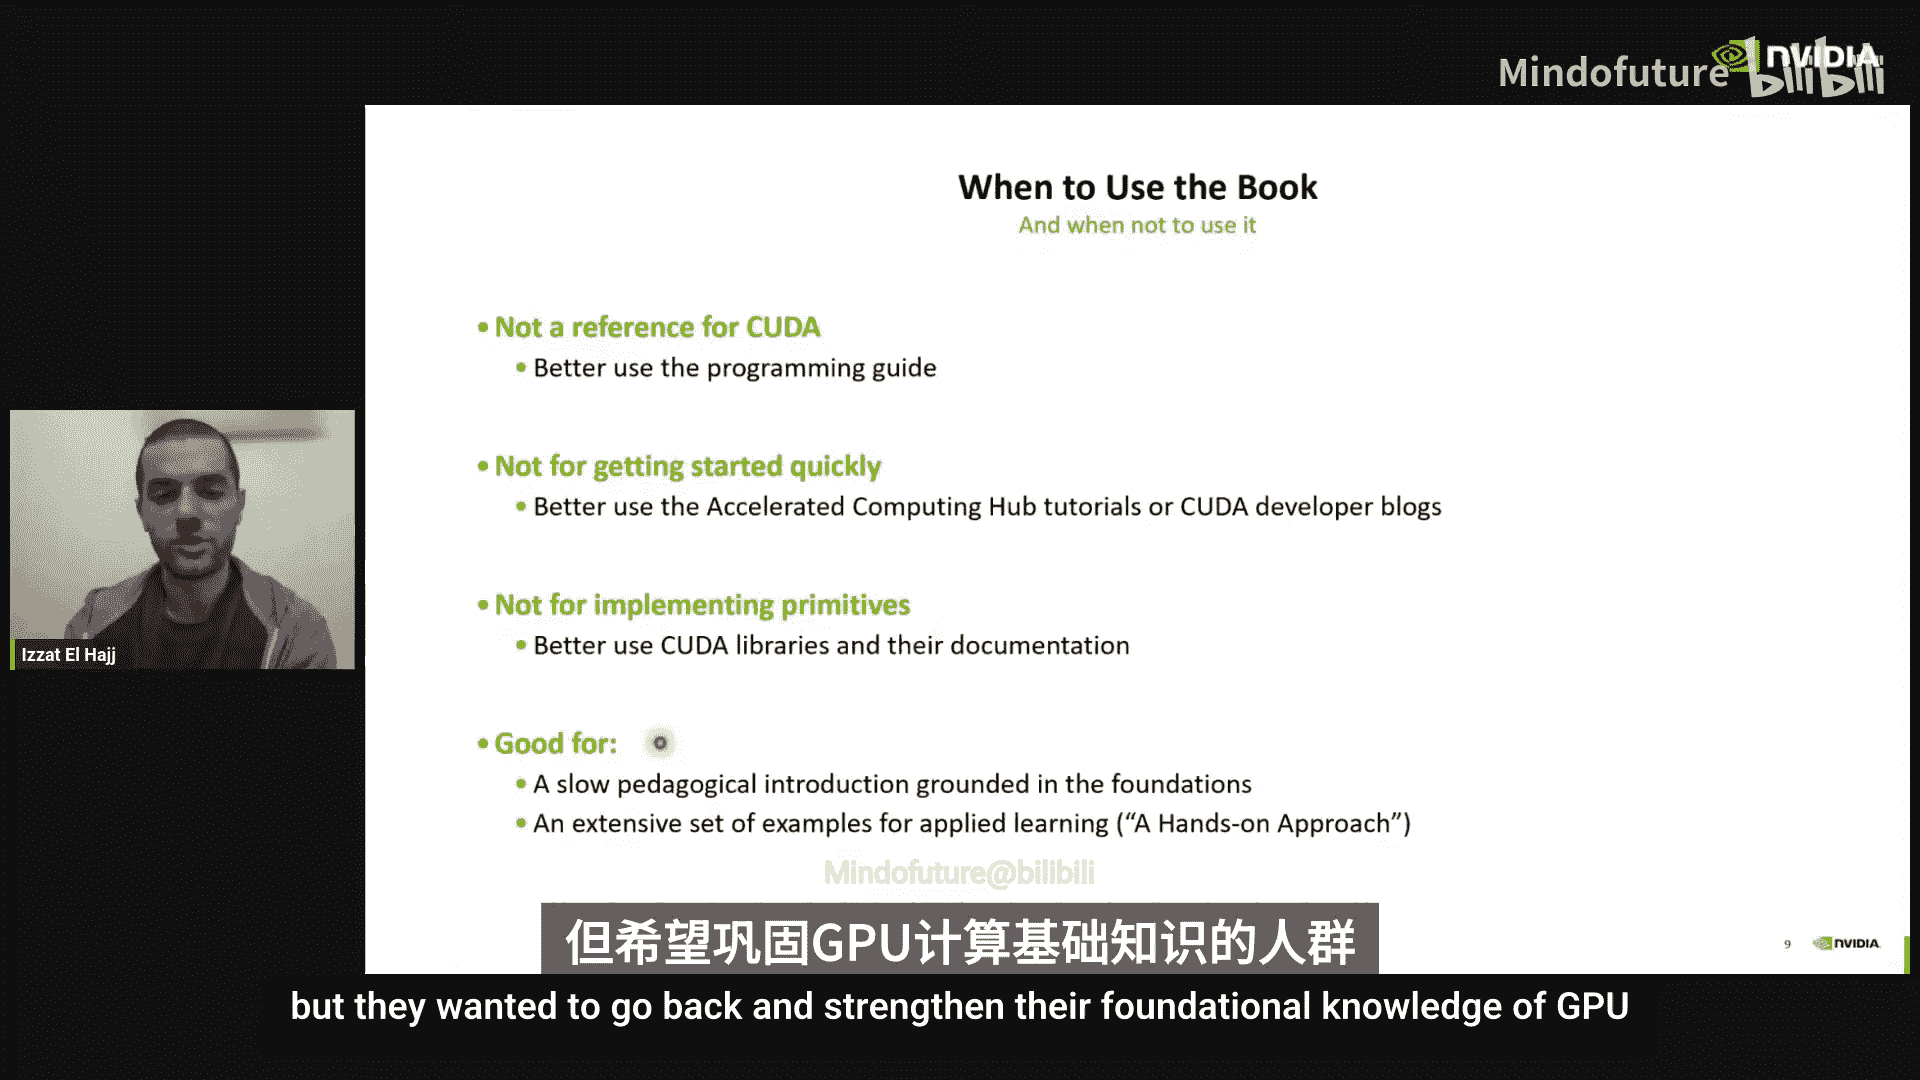 Mindofuture
NVIDIA
bilibili
When to Use the Book
And when not to use it
• Not a reference for CUDA
• Better use the programming guide
• Not for getting started quickly
• Better use the Accelerated Computing Hub tutorials or CUDA developer blogs
• Not for implementing primitives
• Better use CUDA libraries and their documentation
Izzat El Hajj
• Good for:
• A slow pedagogical introduction grounded in the foundations
• An extensive set of examples for applied learning (“A Hands-on Approach”)
Mindofuture@bilibili
但希望巩固GPU计算基础知识的人群
9 NVIDIA
but they wanted to go back and strengthen their foundational knowledge of GPU